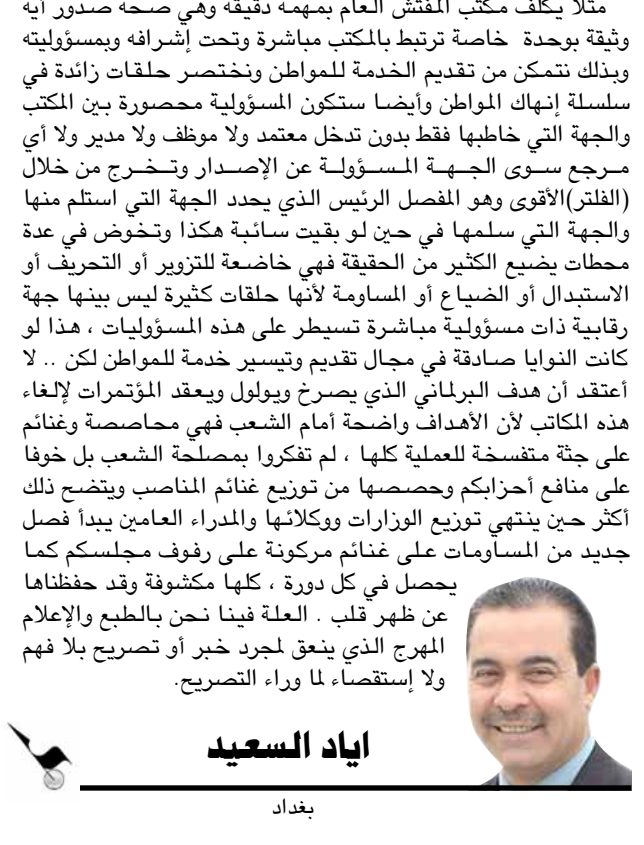 مثلا يكلف مكتب المفتش العام بمهمة دقيقة وهي صحة صدور أية
وثيقة بوحدة خاصة ترتبط بالمكتب مباشرة وتحت إشرافه وبمسؤوليته
وبذلك نتمكن من تقديم الخدمة للمواطن ونختصر حلقات زائدة في
سلسلة إنهاك المواطن وأيضا ستكون المسؤولية محصورة بين المكتب
والجهة التي خاطبها فقط بدون تدخل معتمد ولا موظف ولا مدير ولا أي
مرجع سوى الجهة المسؤولة عن الإصدار وتخرج من خلال
(الفلتر)الأقوى وهو المفصل الرئيس الذي يحدد الجهة التي استلم منها
والجهة التي سلمها في حين لو بقيت سائبة هكذا وتخوض في عدة
محطات يضيع الكثير من الحقيقة فهي خاضعة للتزوير أو التحريف أو
الاستبدال أو الضياع أو المساومة لأنها حلقات كثيرة ليس بينها جهة
رقابية ذات مسؤولية مباشرة تسيطر على هذه المسؤوليات ، هذا لو
كانت النوايا صادقة في مجال تقديم وتيسير خدمة للمواطن لكن .. لا
أعتقد أن هدف البرلماني الذي يصرخ ويولول ويعقد المؤتمرات لإلغاء
هذه المكاتب لأن الأهداف واضحة أمام الشعب فهي محاصصة وغنائم
على جثة متفسخة للعملية كلها ، لم تفكروا بمصلحة الشعب بل خوفا
على منافع أحزابكم وحصصها من توزيع غنائم المناصب ويتضح ذلك
أكثر حين ينتهي توزيع الوزارات ووكلائها والمدراء العامين يبدأ فصل
جديد من المساومات على غنائم مركونة على رفوف مجلسكم كما
يحصل في كل دورة ، كلها مكشوفة وقد حفظناها
عن ظهر قلب . العلة فينا نحن بالطبع والإعلام
المهرج الذي ينعق لمجرد خبر أو تصريح بلا فهم
ولا إستقصاء لما وراء التصريح.
اياد السعيد
بغداد